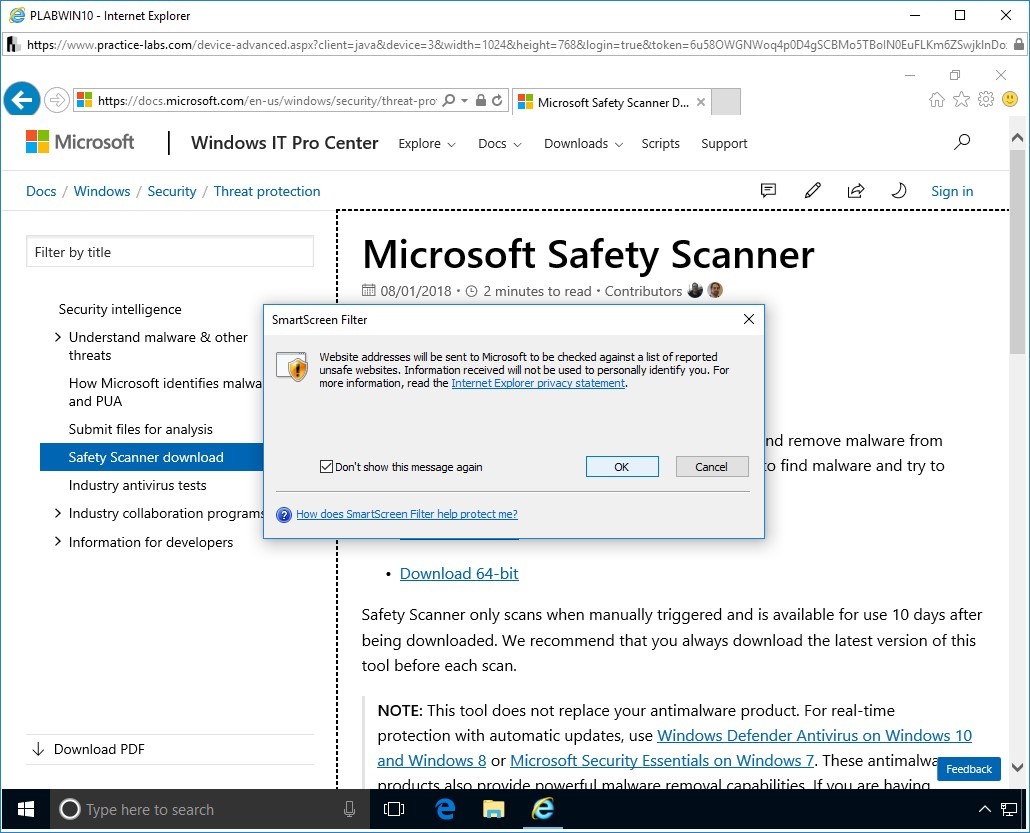 PLABWIN10 - Internet Explorer
https://www.practice-labs.com/device-advanced.aspx?client=java&device=3&width=1024&height=768&login=true&token=6u58OWGNWoq4p0D4gSCBMo5TBolN0EuFLKm6ZSwjkInDo
https://docs.microsoft.com/en-us/windows/security/threat-pro
Microsoft Safety Scanner D...
Microsoft
Windows IT Pro Center
Explore
Docs
Downloads
Scripts
Support
Docs / Windows / Security / Threat protection
Sign in
Filter by title
Security intelligence
Understand malware & other
threats
How Microsoft identifies malwa
and PUA
Submit files for analysis
Safety Scanner download
Industry antivirus tests
Industry collaboration programs
Information for developers
Download PDF
Microsoft Safety Scanner
08/01/2018 • 2 minutes to read • Contributors
SmartScreen Filter
Website addresses will be sent to Microsoft to be checked against a list of reported
unsafe websites. Information received will not be used to personally identify you. For
more information, read the Internet Explorer privacy statement.
Don't show this message again
OK
Cancel
How does SmartScreen Filter help protect me?
nd remove malware from
to find malware and try to
• Download 64-bit
Safety Scanner only scans when manually triggered and is available for use 10 days after
being downloaded. We recommend that you always download the latest version of this
tool before each scan.
NOTE: This tool does not replace your antimalware product. For real-time
protection with automatic updates, use Windows Defender Antivirus on Windows 10
and Windows 8 or Microsoft Security Essentials on Windows 7. These antimalwa
products also provide powerful malware removal capabilities. If you are having
Feedback
Type here to search